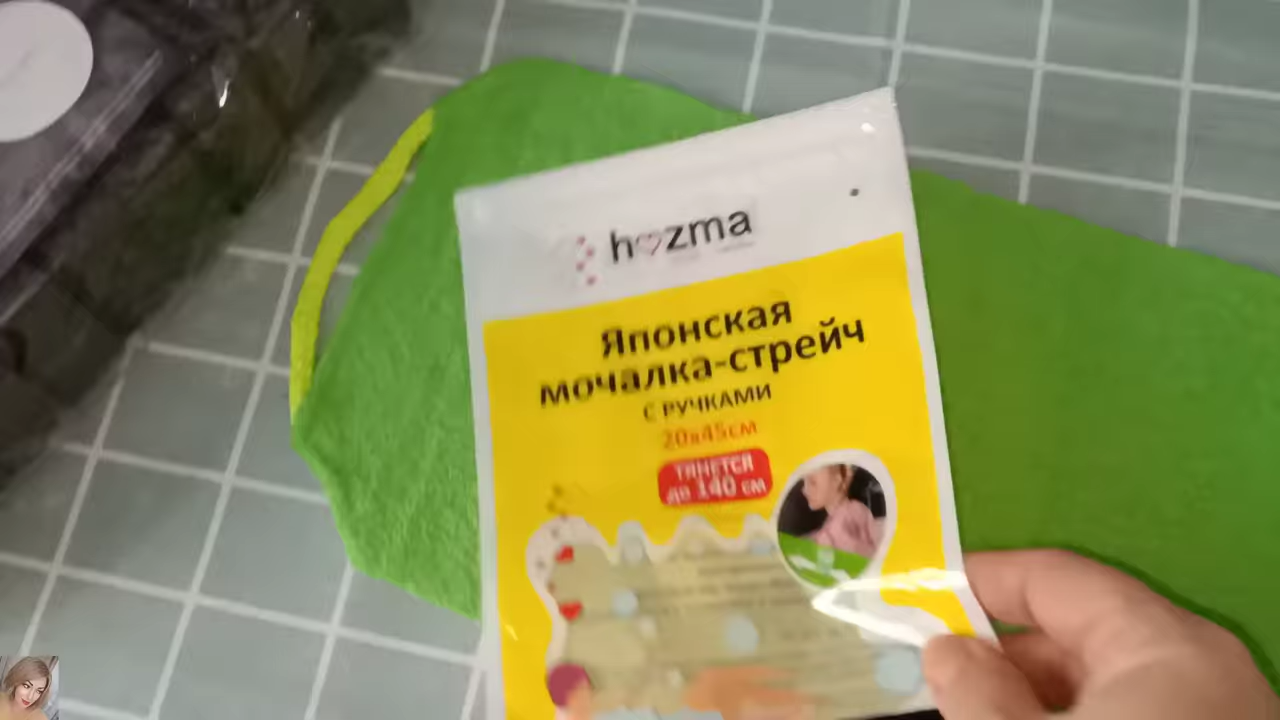 hozma
Японская
мочалка-стрейч
С РУЧКАМИ
20х45см
ТЯНЕТСЯ
до 140 см